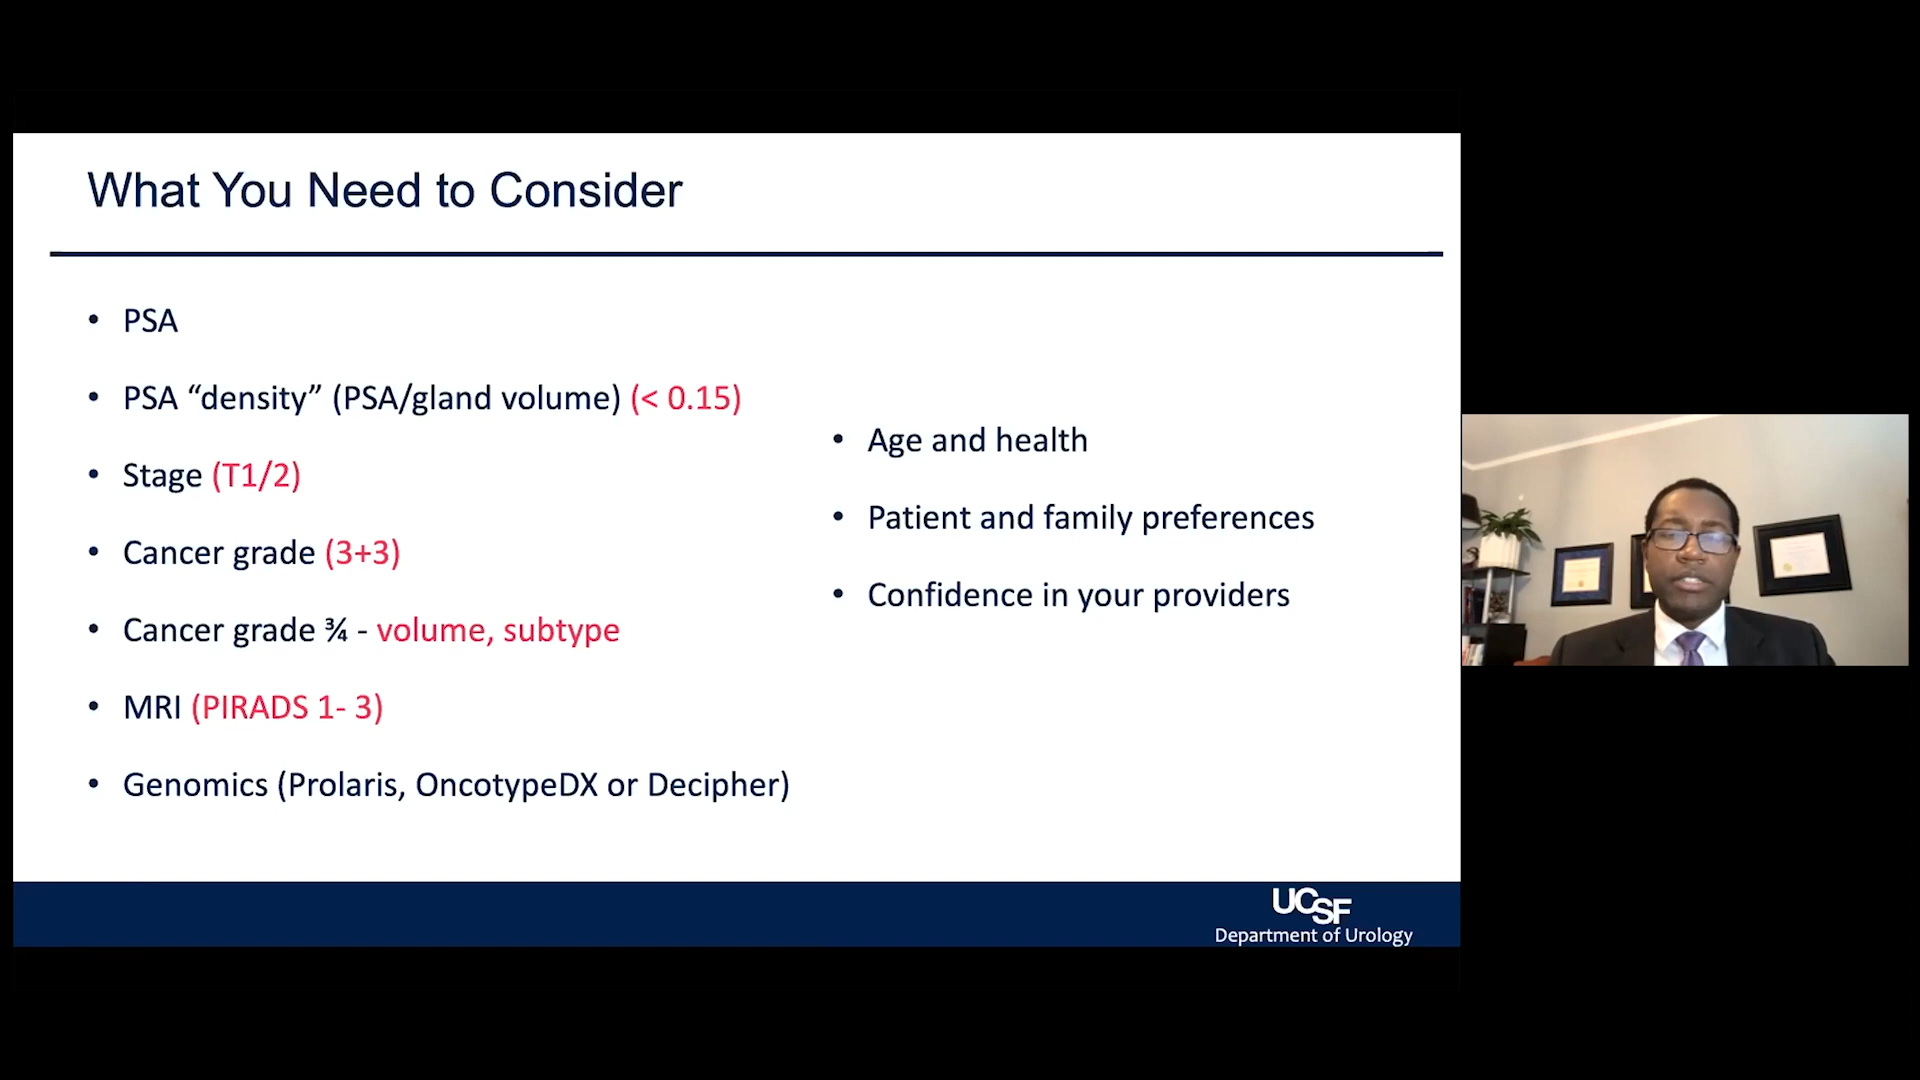 What You Need to Consider
• PSA
• PSA “density” (PSA/gland volume) (< 0.15)
• Stage (T1/2)
• Cancer grade (3+3)
• Cancer grade ¾ - volume, subtype
• MRI (PIRADS 1- 3)
• Genomics (Prolaris, OncotypeDX or Decipher)
• Age and health
• Patient and family preferences
• Confidence in your providers
UCSF
Department of Urology